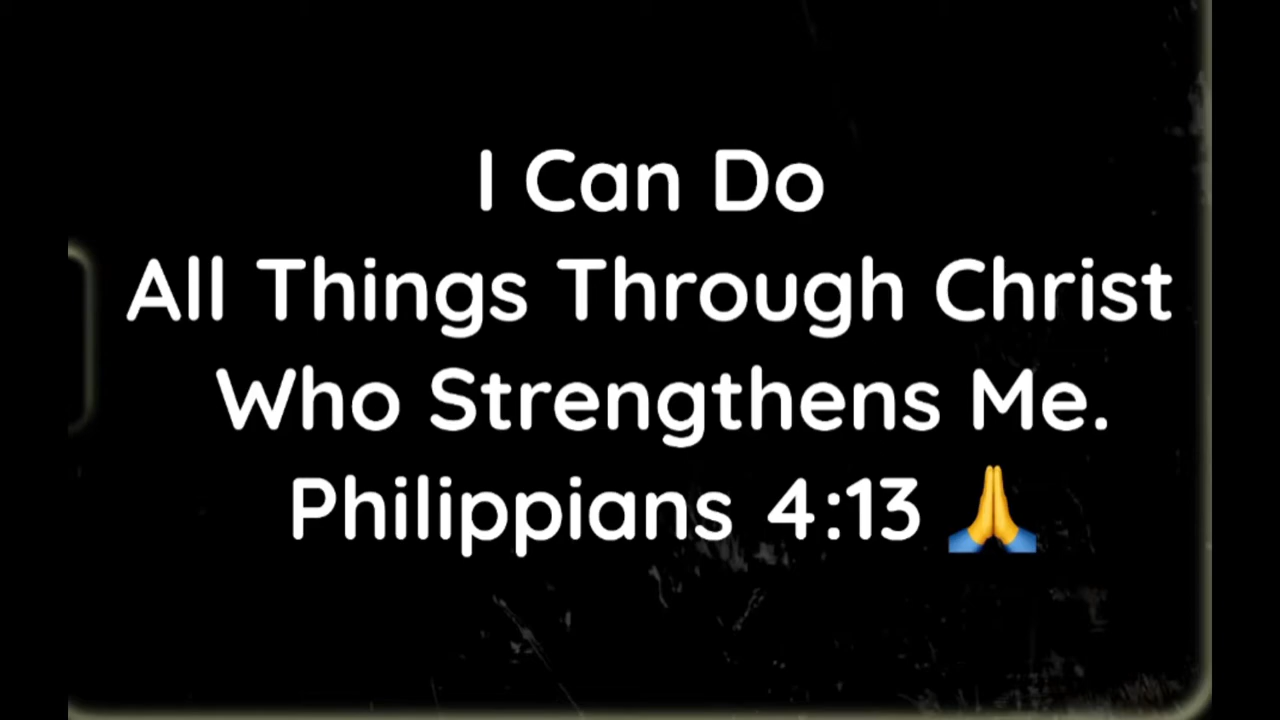 I Can Do
All Things Through Christ
Who Strengthens Me.
Philippians 4:13 🙏